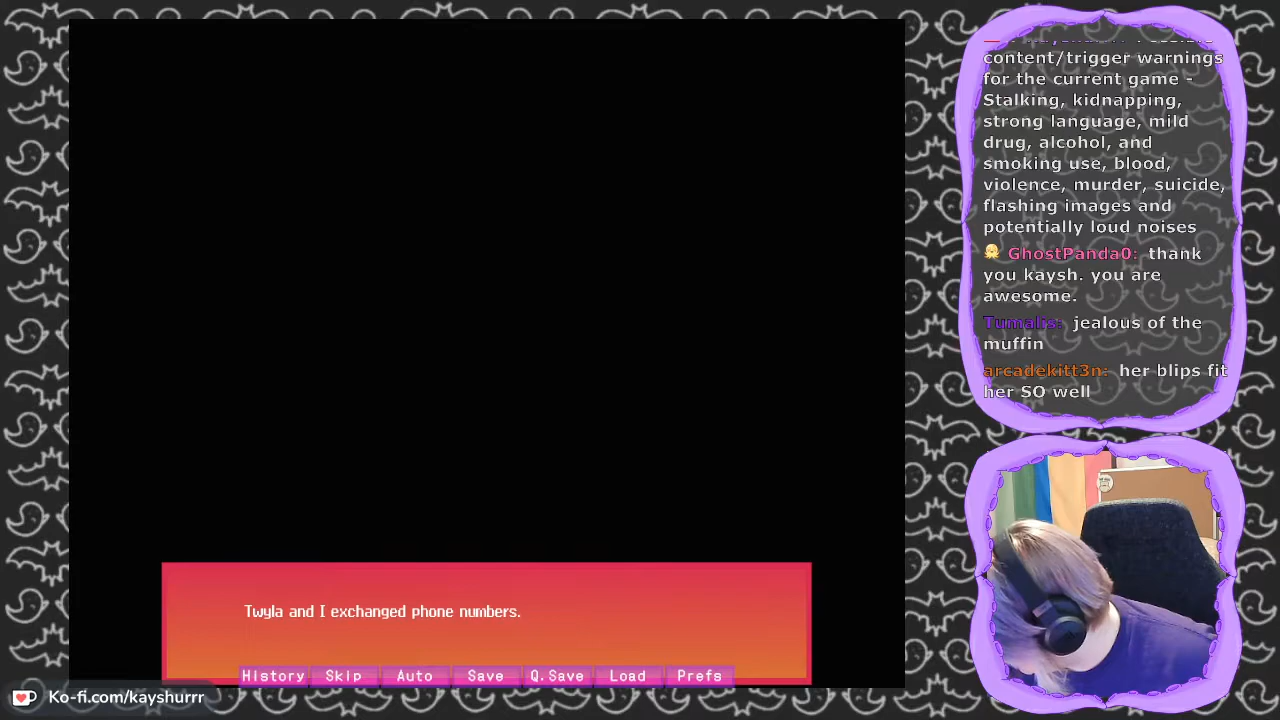 content/trigger warnings
for the current game -
Stalking, kidnapping,
strong language, mild
drug, alcohol, and
smoking use, blood,
violence, murder, suicide,
flashing images and
potentially loud noises
GhostPanda0: thank
you kaysh. you are
awesome.
Tumalis: jealous of the
muffin
arcadekitt3n: her blips fit
her SO well
Twyla and I exchanged phone numbers.
History Skip Auto Save Q.Save Load Prefs
Ko-fi.com/kayshurrr